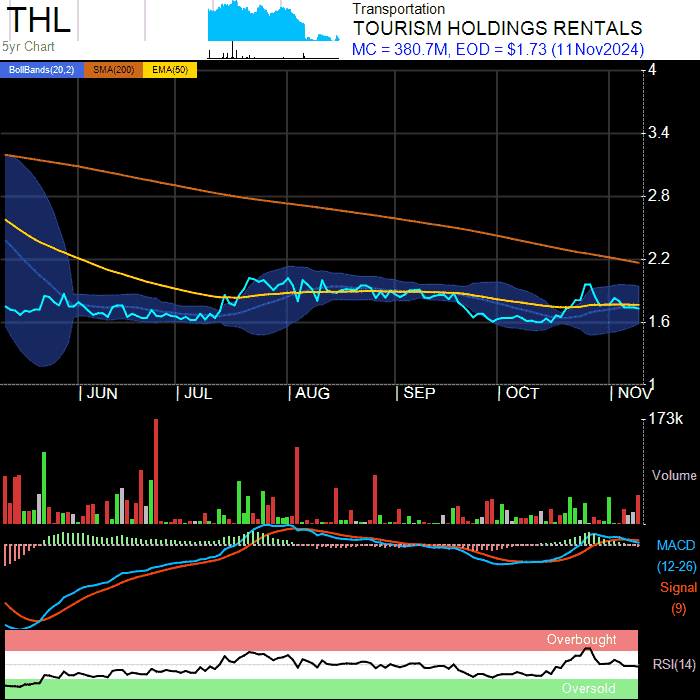 THL
5yr Chart
Transportation
TOURISM HOLDINGS RENTALS
MC = 380.7M, EOD = $1.73 (11Nov2024)
BollBands(20,2) SMA(200) EMA(50)
4
3.4
2.8
2.2
1.6
1
JUN JUL AUG SEP OCT NOV
173k
Volume
MACD
(12-26)
Signal
(9)
Overbought
RSI(14)
Oversold